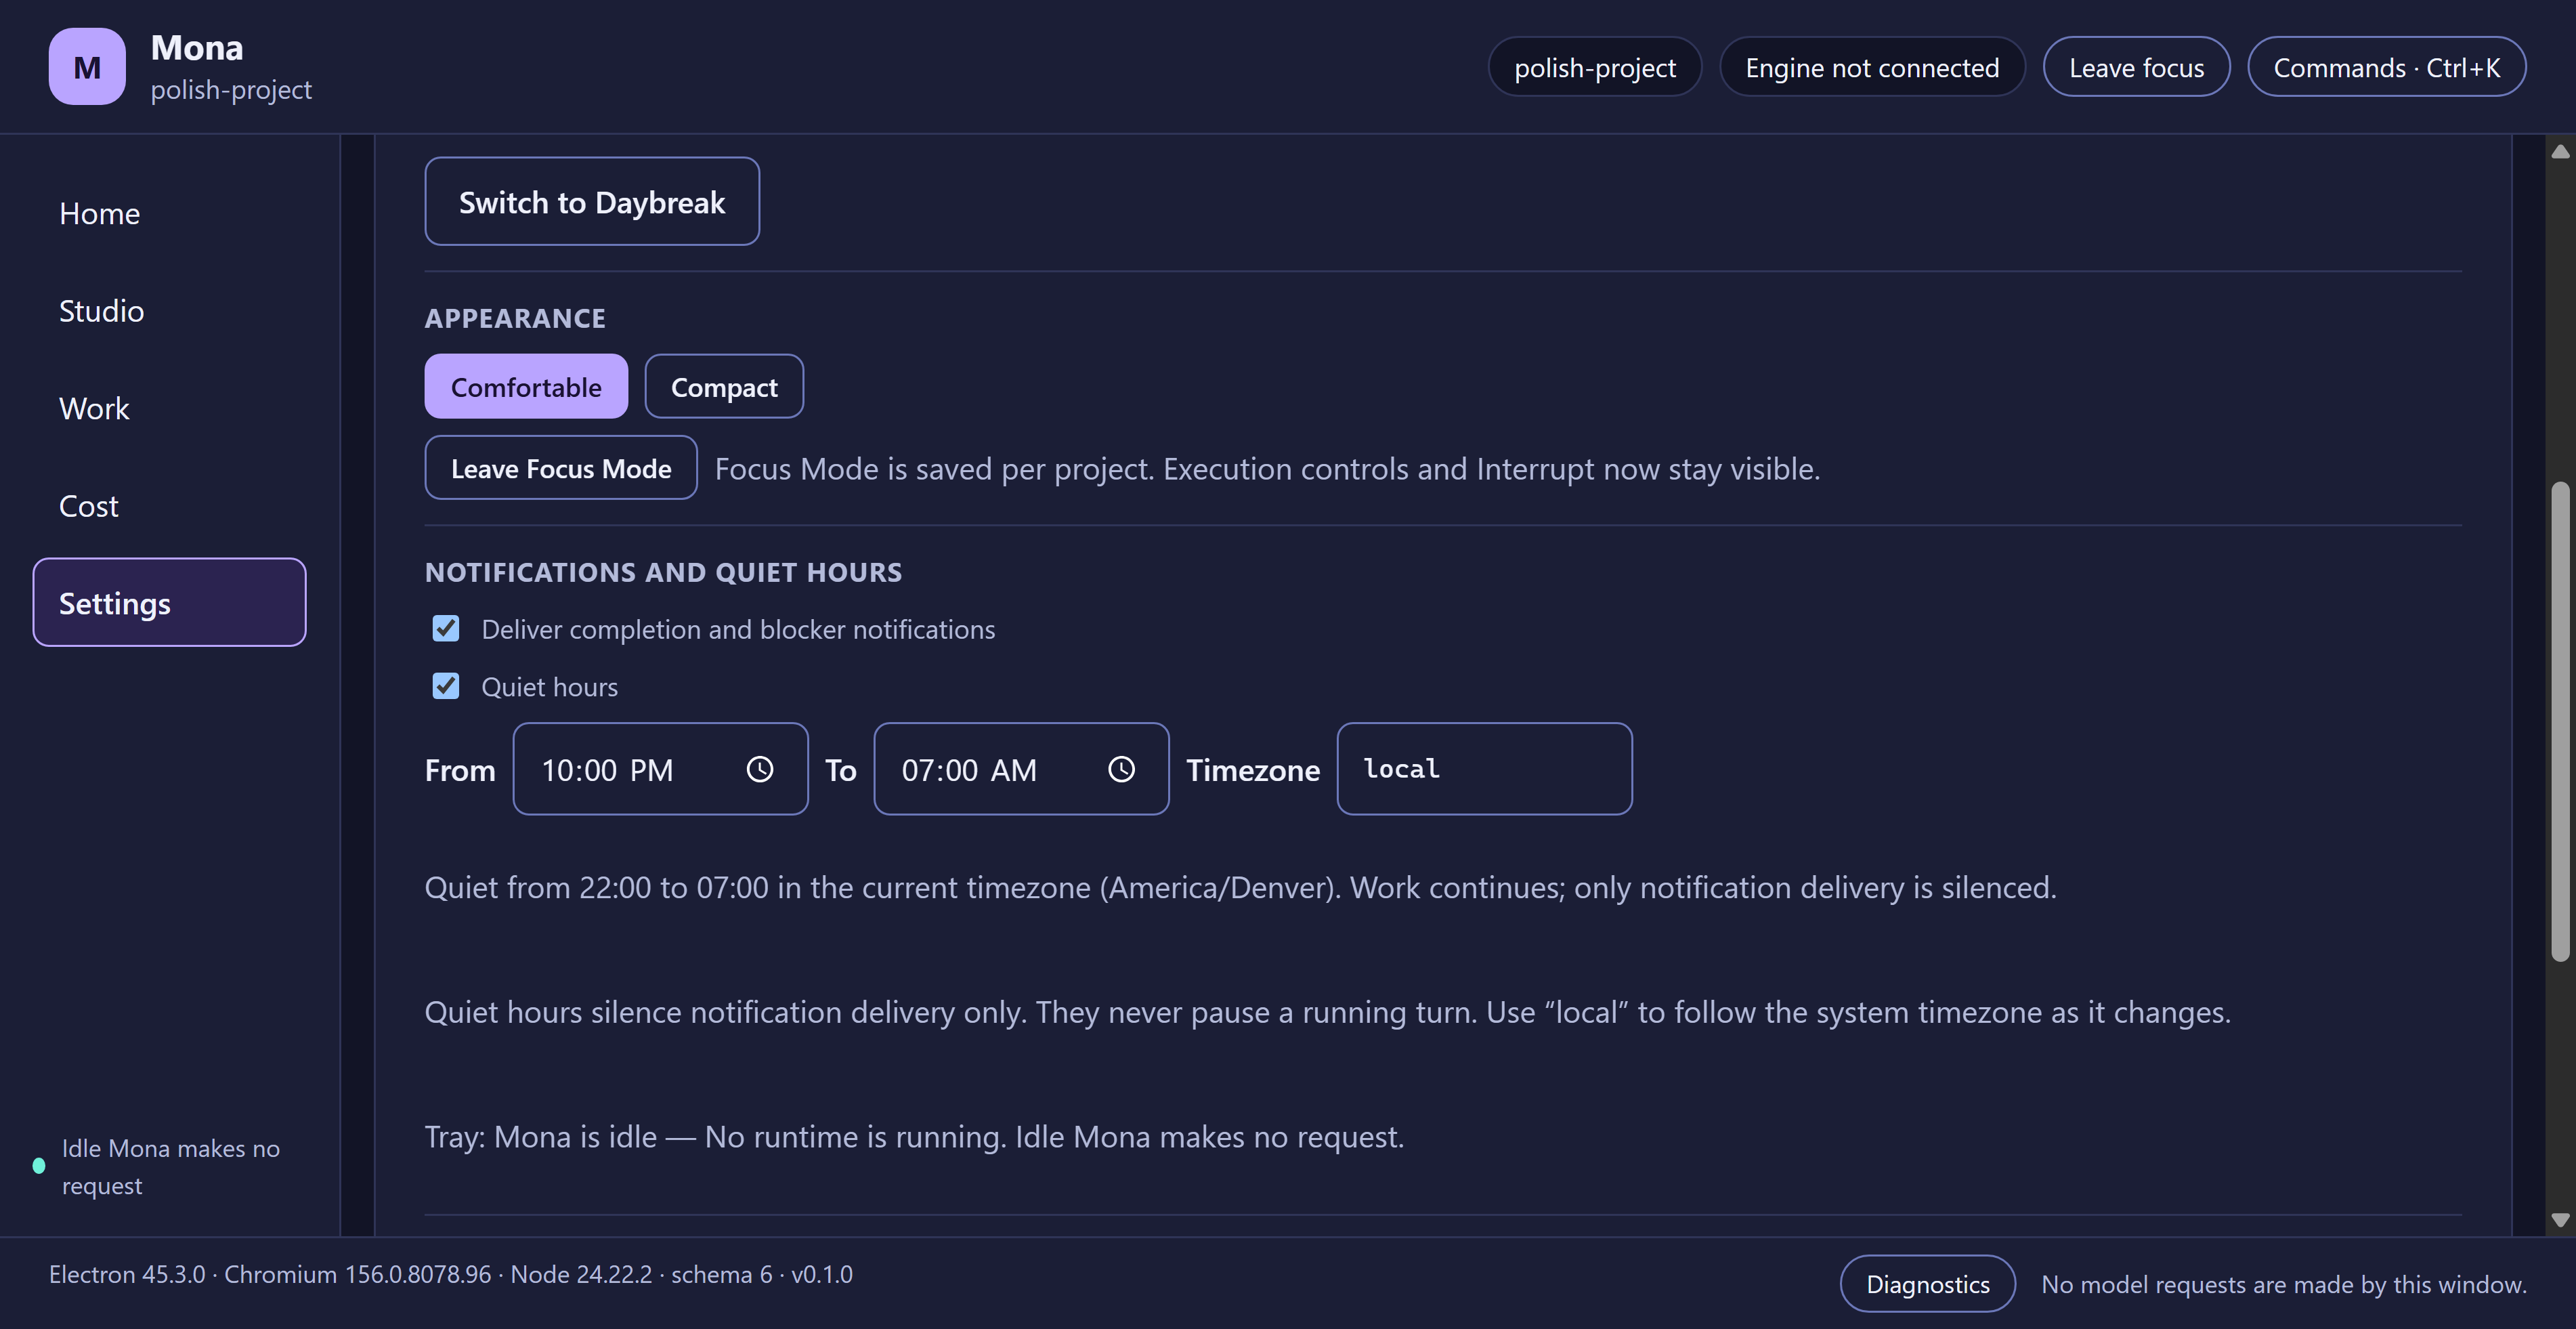 M
Mona
polish-project
polish-project
Engine not connected
Leave focus
Commands · Ctrl+K
Home
Studio
Work
Cost
Settings
Idle Mona makes no
request
Switch to Daybreak
APPEARANCE
Comfortable
Compact
Leave Focus Mode
Focus Mode is saved per project. Execution controls and Interrupt now stay visible.
NOTIFICATIONS AND QUIET HOURS
Deliver completion and blocker notifications
Quiet hours
From 10:00 PM To 07:00 AM Timezone local
Quiet from 22:00 to 07:00 in the current timezone (America/Denver). Work continues; only notification delivery is silenced.
Quiet hours silence notification delivery only. They never pause a running turn. Use “local” to follow the system timezone as it changes.
Tray: Mona is idle — No runtime is running. Idle Mona makes no request.
Electron 45.3.0 · Chromium 156.0.8078.96 · Node 24.22.2 · schema 6 · v0.1.0
Diagnostics
No model requests are made by this window.